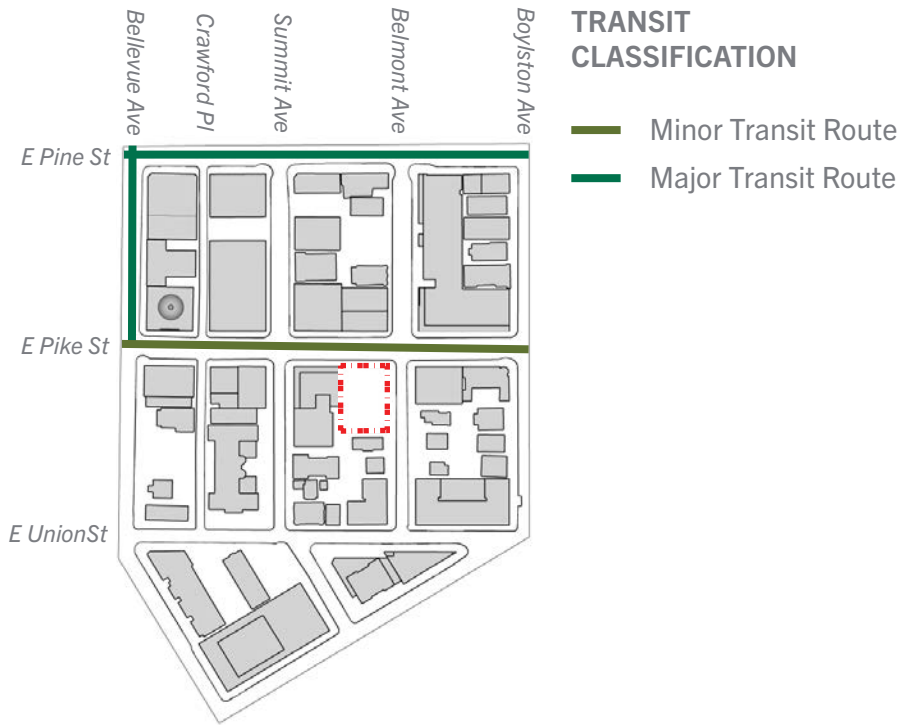 Bellevue Ave
Crawford Pl
Summit Ave
Belmont Ave
Boylston Ave
TRANSIT
CLASSIFICATION
Minor Transit Route
Major Transit Route
E Pine St
E Pike St
E UnionSt